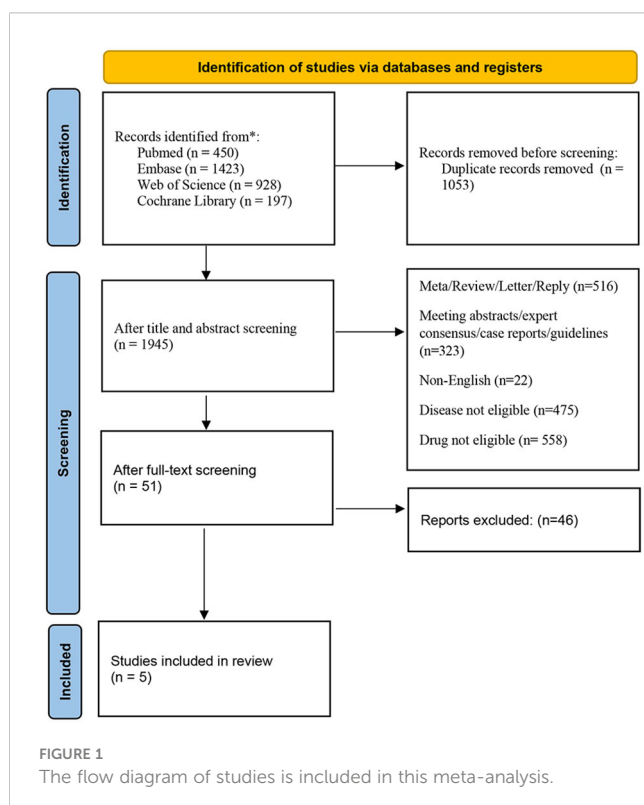 Identification of studies via databases and registers
Identification
Records identified from*:
Pubmed (n = 450)
Embase (n = 1423)
Web of Science (n = 928)
Cochrane Library (n = 197)
Records removed before screening:
Duplicate records removed (n =
1053)
Screening
After title and abstract screening
(n = 1945)
Meta/Review/Letter/Reply (n=516)
Meeting abstracts/expert
consensus/case reports/guidelines
(n=323)
Non-English (n=22)
Disease not eligible (n=475)
Drug not eligible (n= 558)
After full-text screening
(n = 51)
Reports excluded: (n=46)
Included
Studies included in review
(n = 5)
FIGURE 1
The flow diagram of studies is included in this meta-analysis.